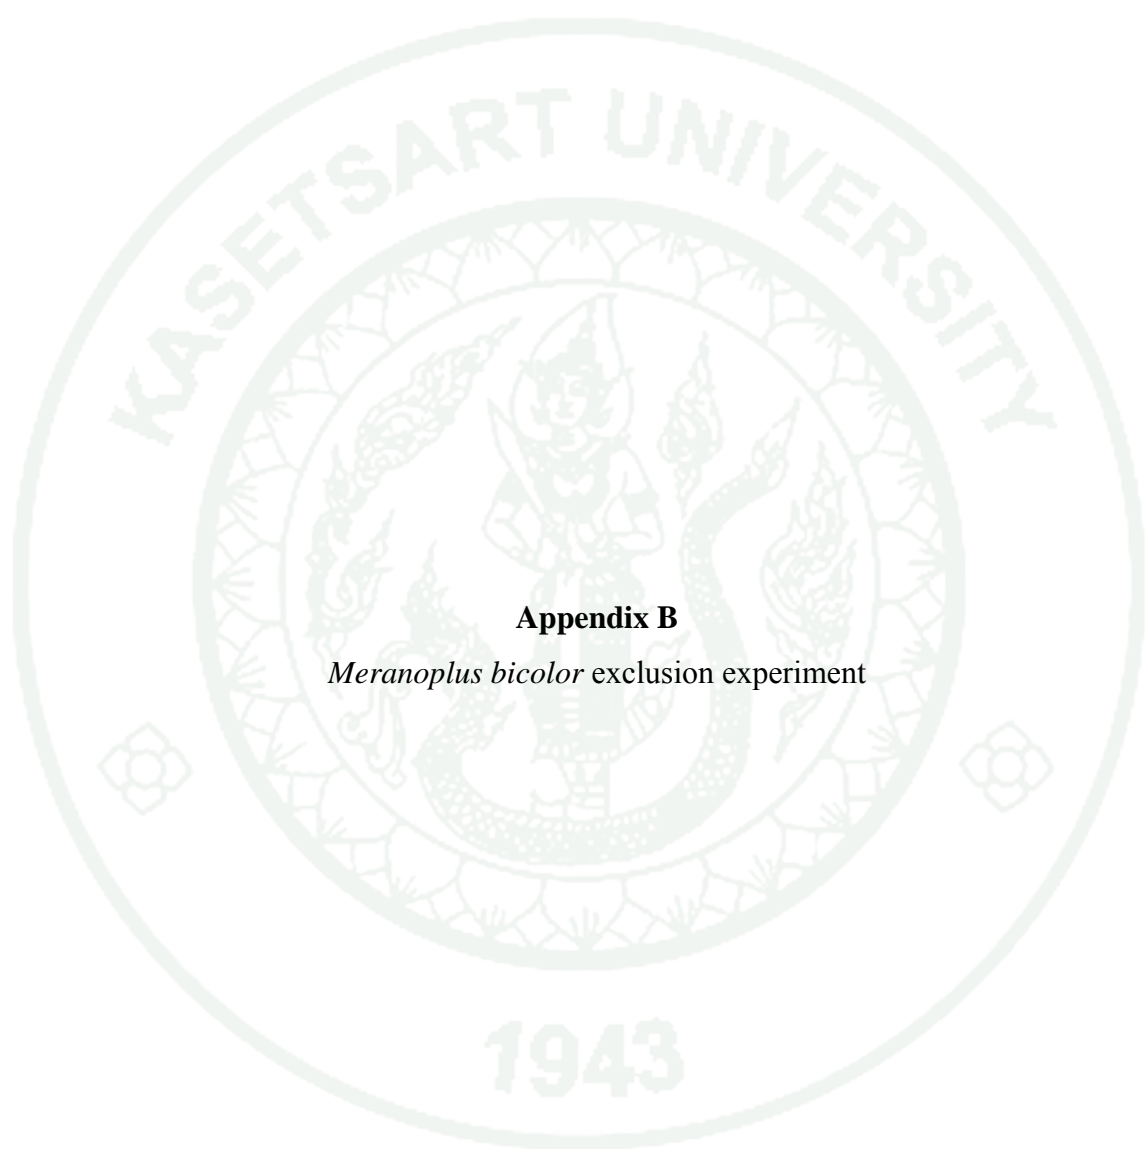 KASETSART UNIVERSITY
Appendix B
Meranoplus bicolor exclusion experiment
1943